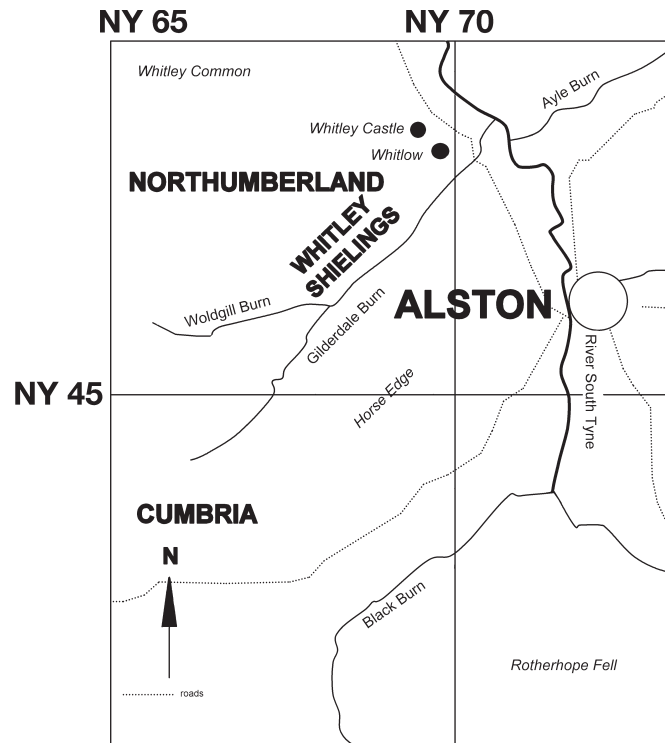 NY 65
NY 70
Whitley Common
Ayle Burn
Whitley Castle
Whitlow
NORTHUMBERLAND
WHITLEY
SHIELINGS
ALSTON
Woldgill Burn
Gilderdale Burn
River South Tyne
Horse Edge
NY 45
CUMBRIA
N
Black Burn
Rotherhope Fell
roads